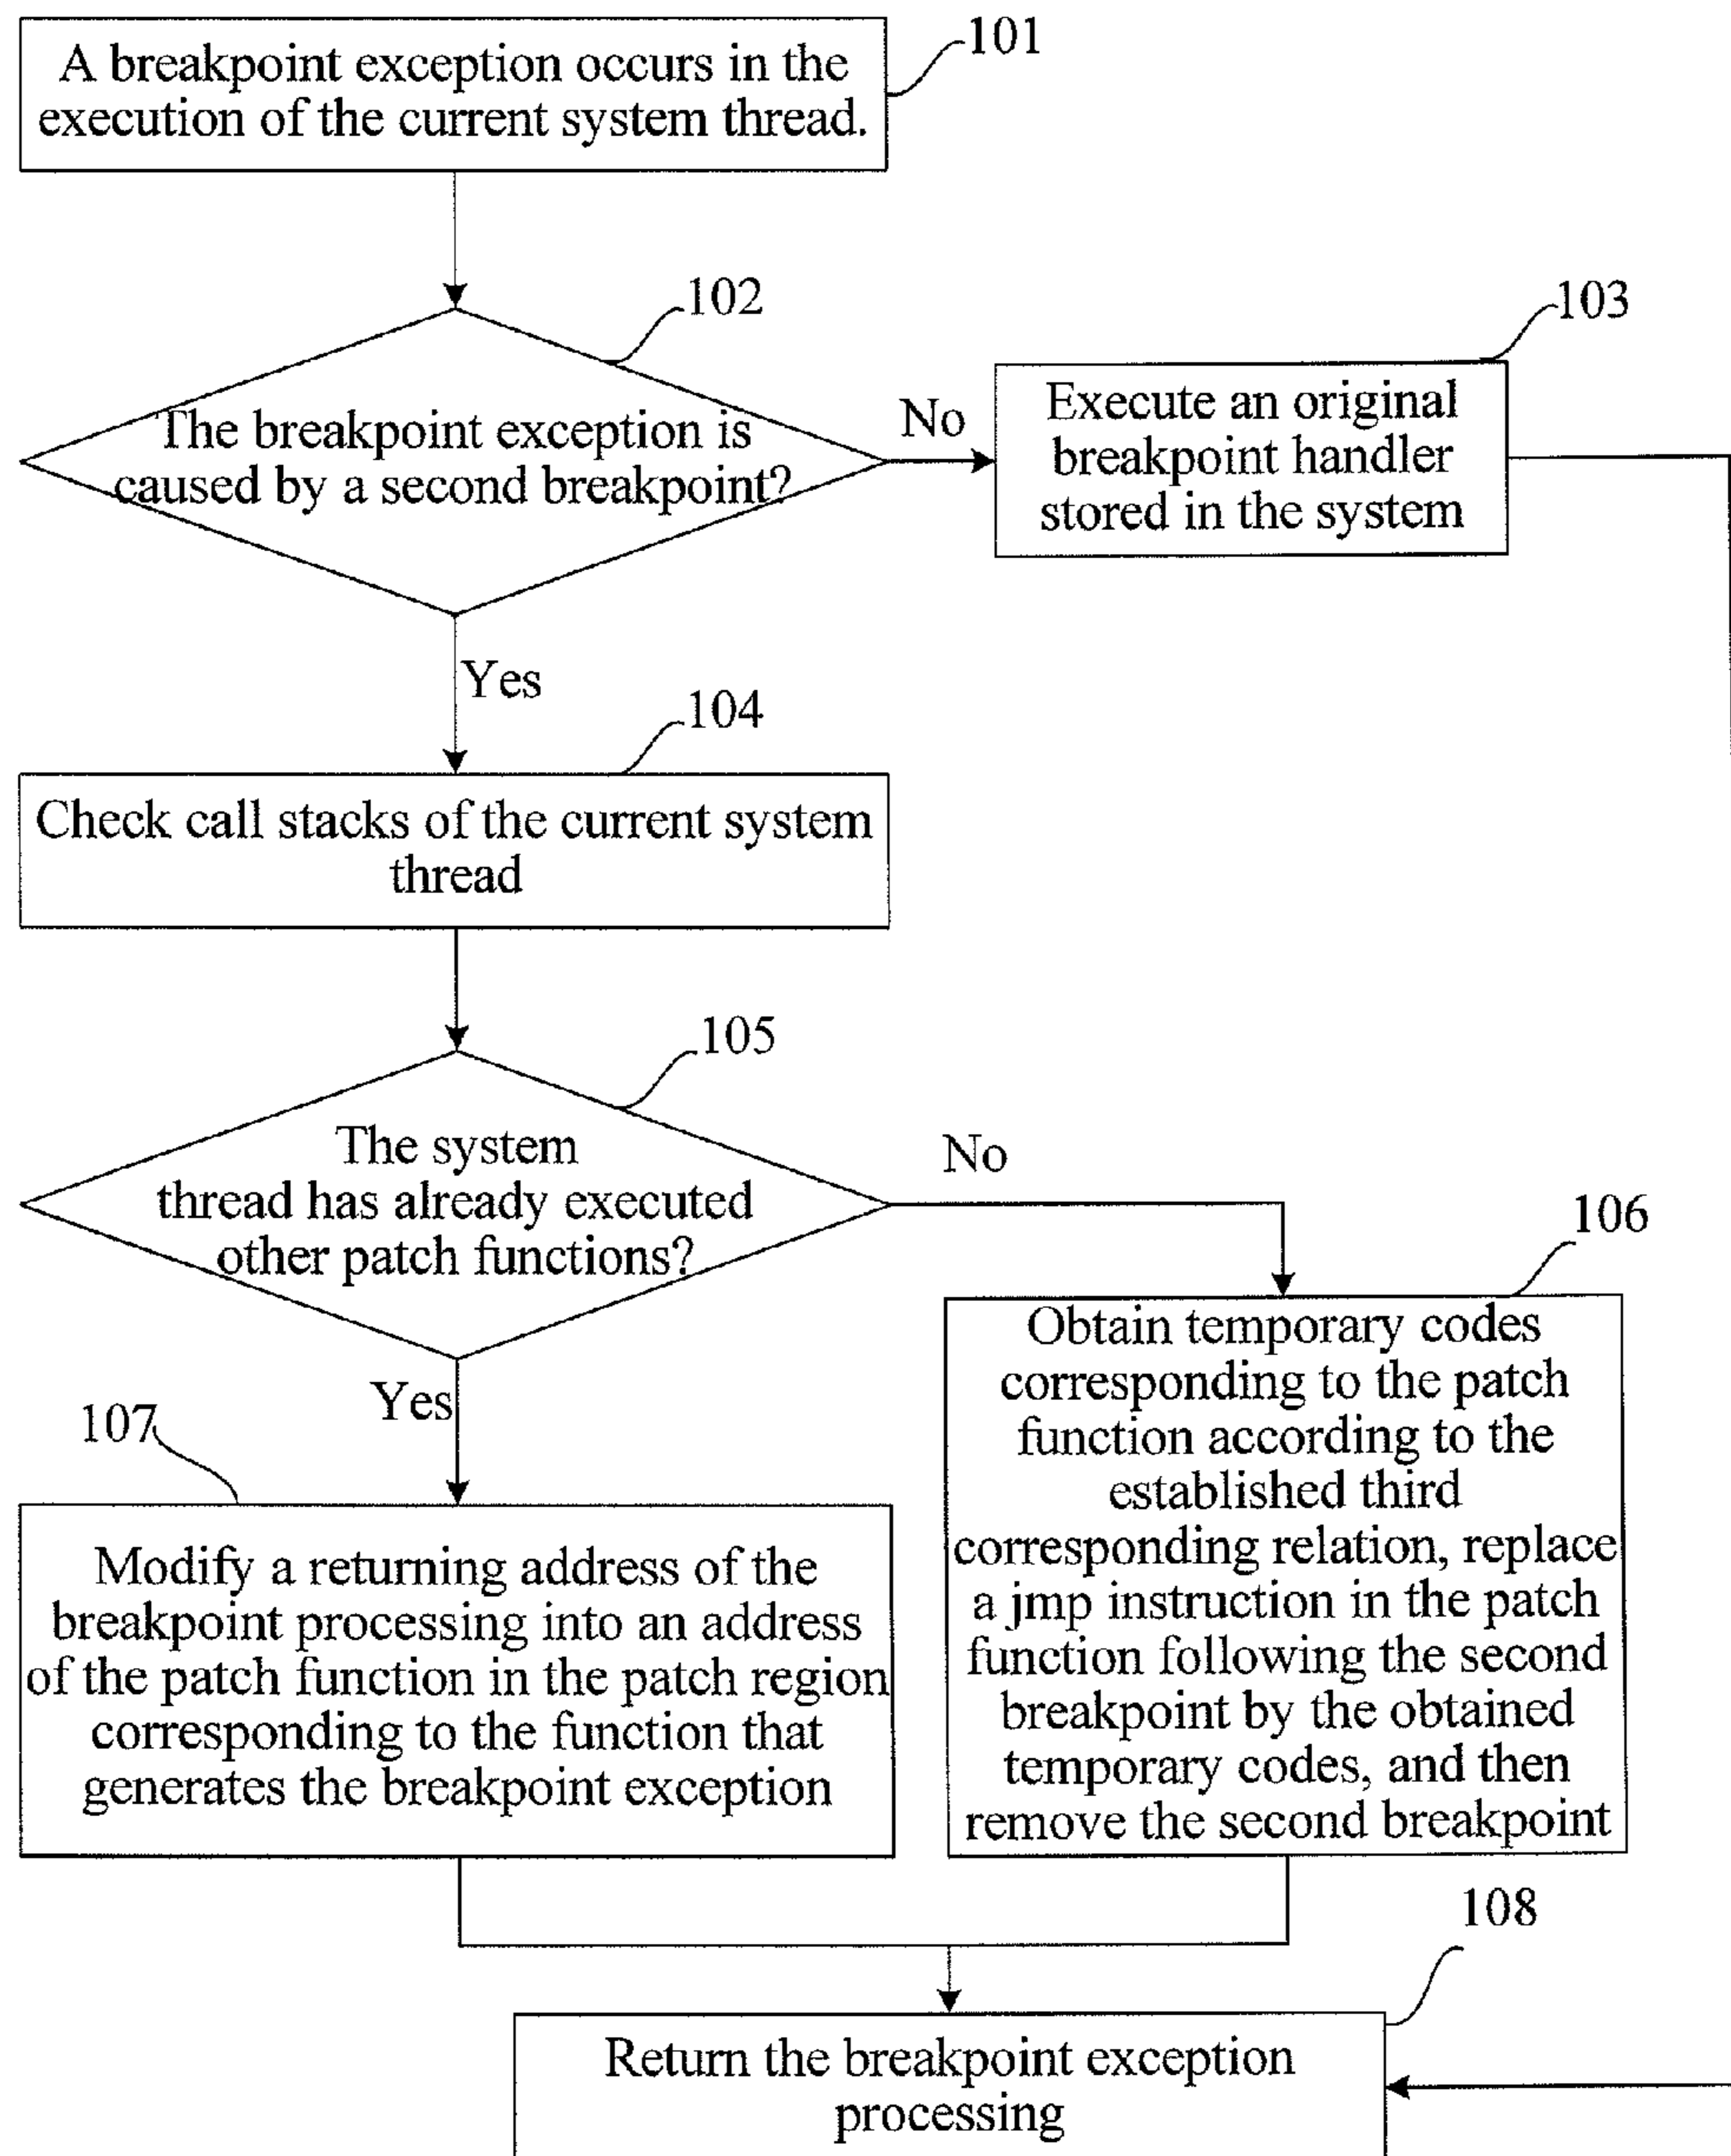 A breakpoint exception occurs in the
execution of the current system thread.
101
102
The breakpoint exception is
caused by a second breakpoint?
No
103
Execute an original
breakpoint handler
stored in the system
Yes
104
Check call stacks of the current system
thread
105
The system
thread has already executed
other patch functions?
No
106
Obtain temporary codes
corresponding to the patch
function according to the
established third
corresponding relation, replace
a jmp instruction in the patch
function following the second
breakpoint by the obtained
temporary codes, and then
remove the second breakpoint
Yes
107
Modify a returning address of the
breakpoint processing into an address
of the patch function in the patch region
corresponding to the function that
generates the breakpoint exception
108
Return the breakpoint exception
processing